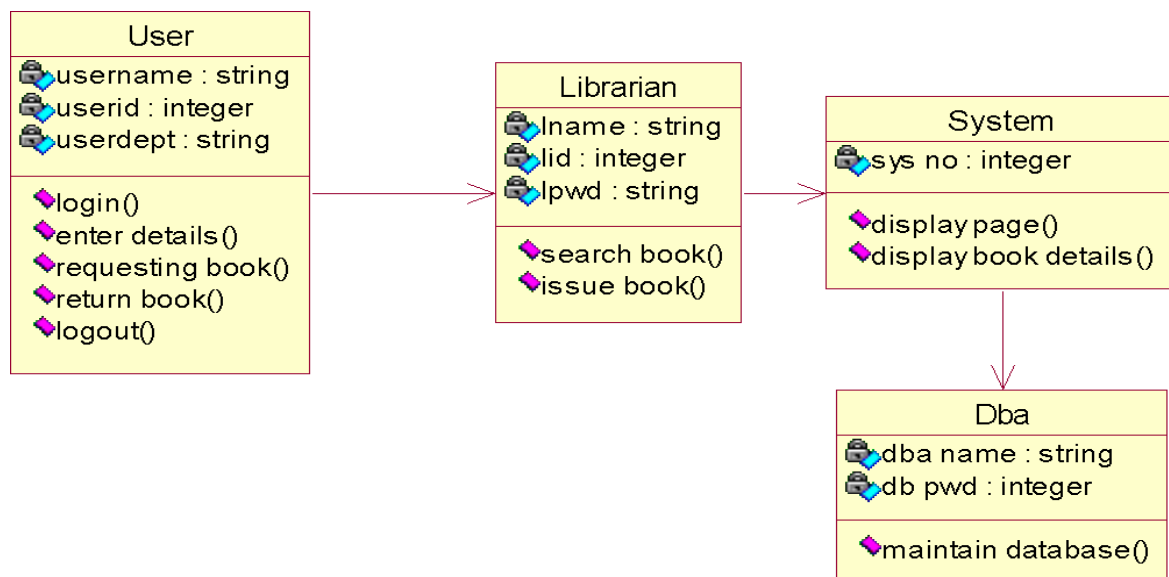 User
username : string
userid : integer
userdept : string
login()
enter details()
requesting book()
return book()
logout()
Librarian
lname : string
lid : integer
lpwd : string
search book()
issue book()
System
sys no : integer
display page()
display book details()
Dba
dba name : string
db pwd : integer
maintain database()